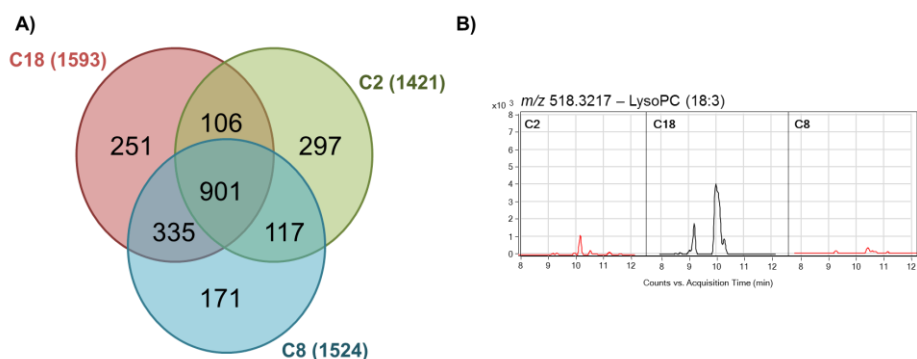 A)
B)
C18 (1593)
C2 (1421)
106
251
297
901
335
117
171
C8 (1524)
m/z 518.3217 – LysoPC (18:3)
x10 3
C2
C18
C8
8
7
6
5
4
3
2
1
0
8 9 10 11 12 8 9 10 11 12 8 9 10 11 12
Counts vs. Acquisition Time (min)